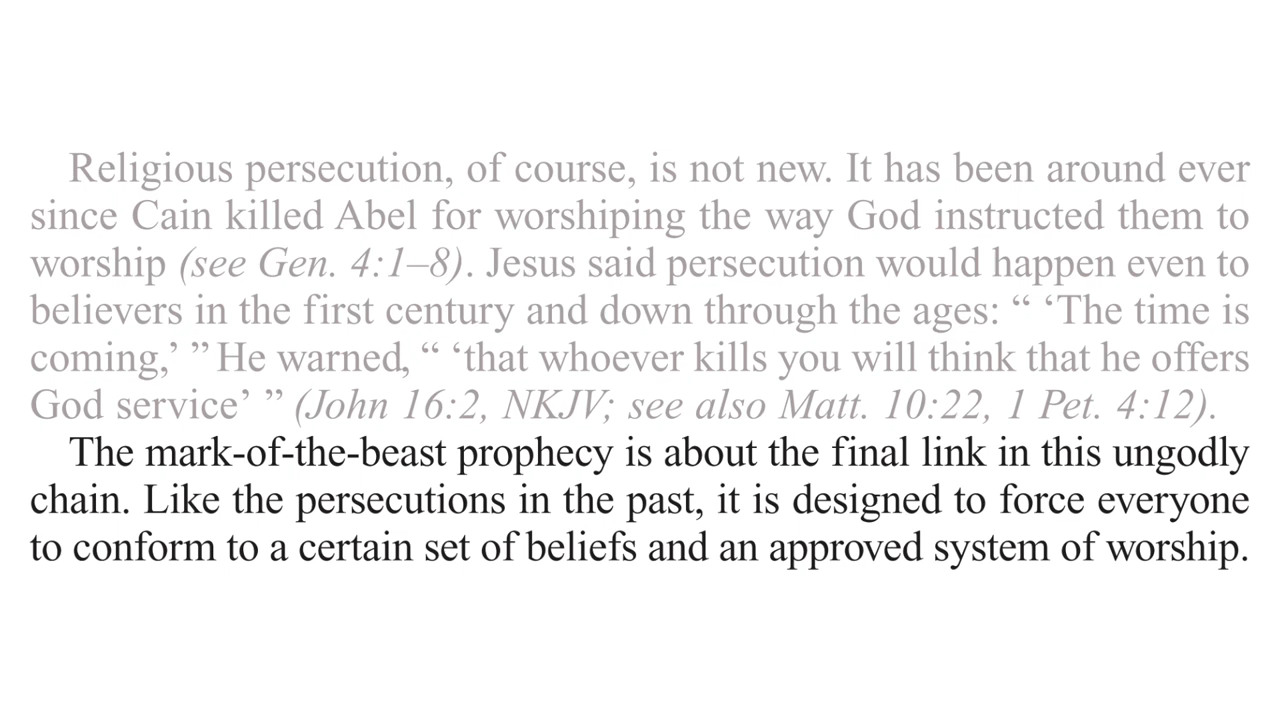 Religious persecution, of course, is not new. It has been around ever
since Cain killed Abel for worshiping the way God instructed them to
worship (see Gen. 4:1–8). Jesus said persecution would happen even to
believers in the first century and down through the ages: “ ‘The time is
coming,’ ” He warned, “ ‘that whoever kills you will think that he offers
God service’ ” (John 16:2, NKJV; see also Matt. 10:22, 1 Pet. 4:12).
The mark-of-the-beast prophecy is about the final link in this ungodly
chain. Like the persecutions in the past, it is designed to force everyone
to conform to a certain set of beliefs and an approved system of worship.